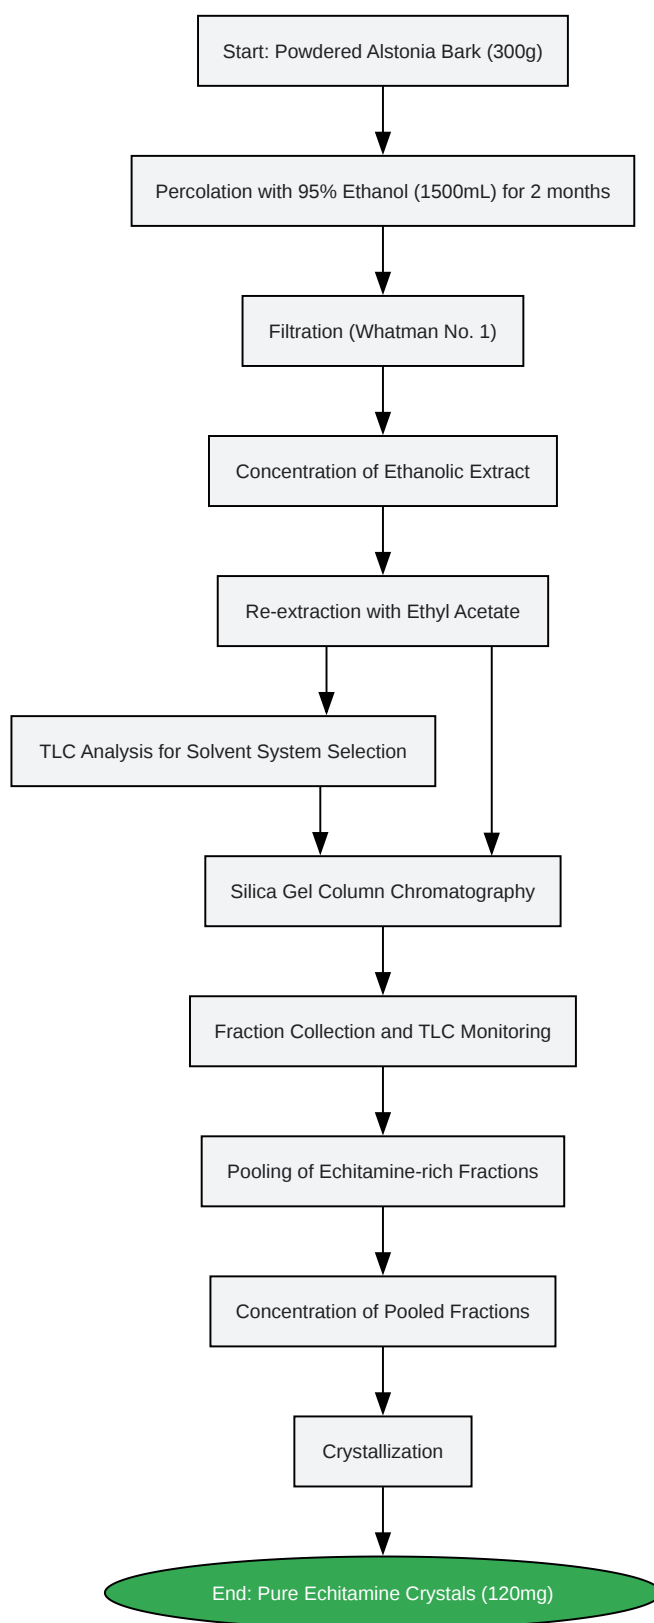 Start: Powdered Alstonia Bark (300g)
Percolation with 95% Ethanol (1500mL) for 2 months
Filtration (Whatman No. 1)
Concentration of Ethanolic Extract
Re-extraction with Ethyl Acetate
TLC Analysis for Solvent System Selection
Silica Gel Column Chromatography
Fraction Collection and TLC Monitoring
Pooling of Echitamine-rich Fractions
Concentration of Pooled Fractions
Crystallization
End: Pure Echitamine Crystals (120mg)